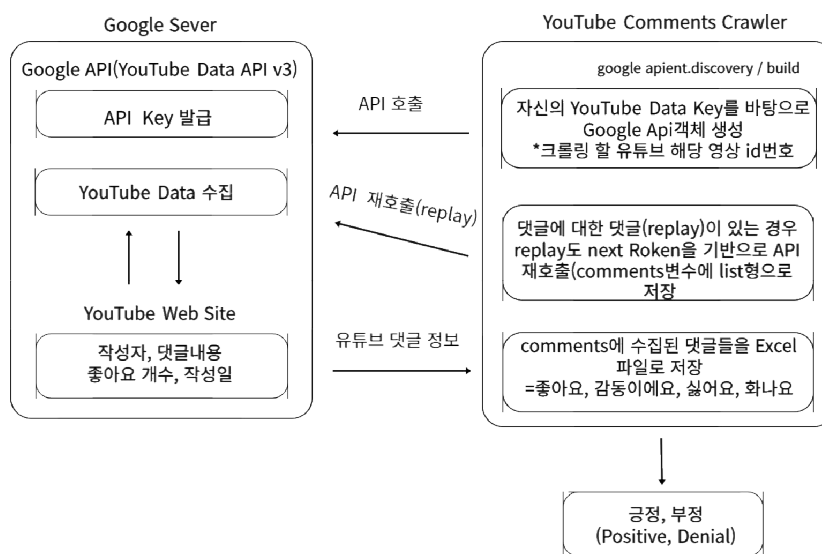 Google Sever
Google API(YouTube Data API v3)
API Key 발급
YouTube Data 수집
YouTube Web Site
작성자, 댓글내용
좋아요 개수, 작성일
API 호출
API 재호출(replay)
유튜브 댓글 정보
YouTube Comments Crawler
google apient.discovery / build
자신의 YouTube Data Key를 바탕으로
Google Api객체 생성
*크롤링 할 유튜브 해당 영상 id번호
댓글에 대한 댓글(replay)이 있는 경우
replay도 next Roken을 기반으로 API
재호출(comments변수에 list형으로
저장
comments에 수집된 댓글들을 Excel
파일로 저장
=좋아요, 감동이에요, 싫어요, 화나요
긍정, 부정
(Positive, Denial)